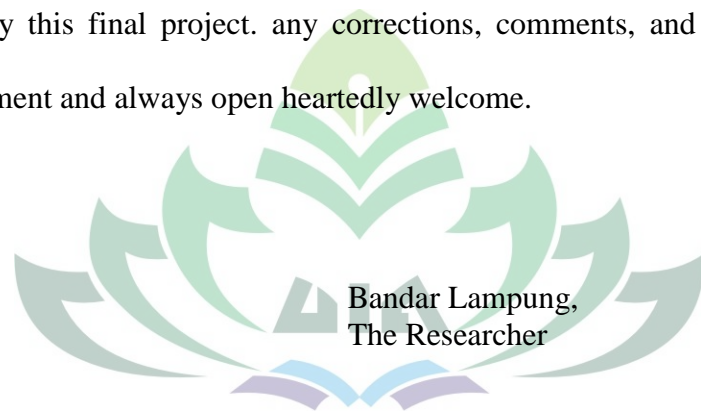 y this final project. any corrections, comments, and
ment and always open heartedly welcome.
Bandar Lampung,
The Researcher